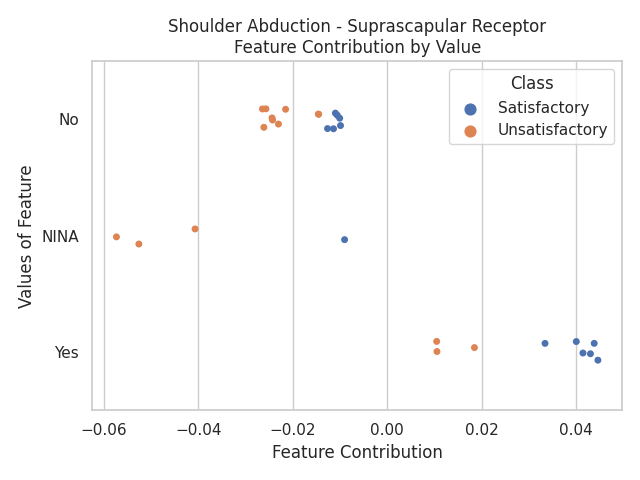 Shoulder Abduction - Suprascapular Receptor
Feature Contribution by Value
Class
Satisfactory
Unsatisfactory
Values of Feature
No
NINA
Yes
−0.06
−0.04
−0.02
0.00
0.02
0.04
Feature Contribution